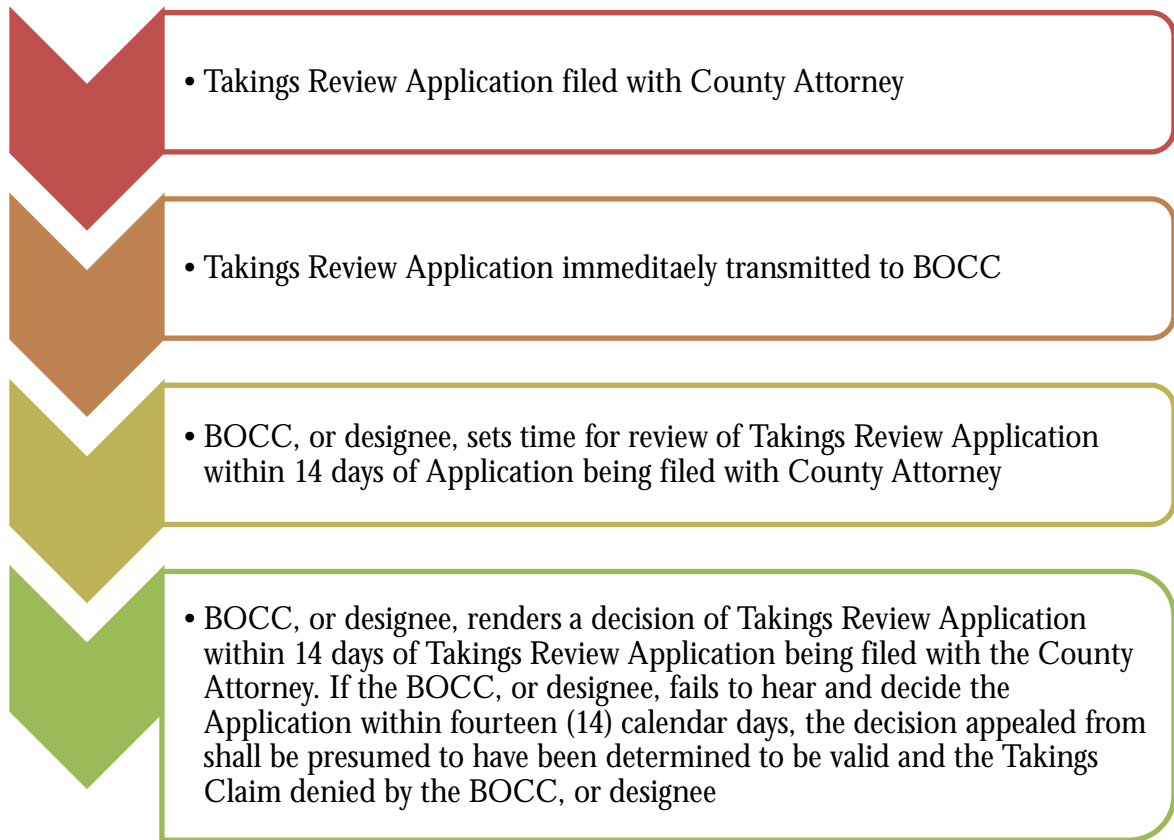 • Takings Review Application filed with County Attorney
• Takings Review Application immeditaely transmitted to BOCC
• BOCC, or designee, sets time for review of Takings Review Application
within 14 days of Application being filed with County Attorney
• BOCC, or designee, renders a decision of Takings Review Application
within 14 days of Takings Review Application being filed with the County
Attorney. If the BOCC, or designee, fails to hear and decide the
Application within fourteen (14) calendar days, the decision appealed from
shall be presumed to have been determined to be valid and the Takings
Claim denied by the BOCC, or designee